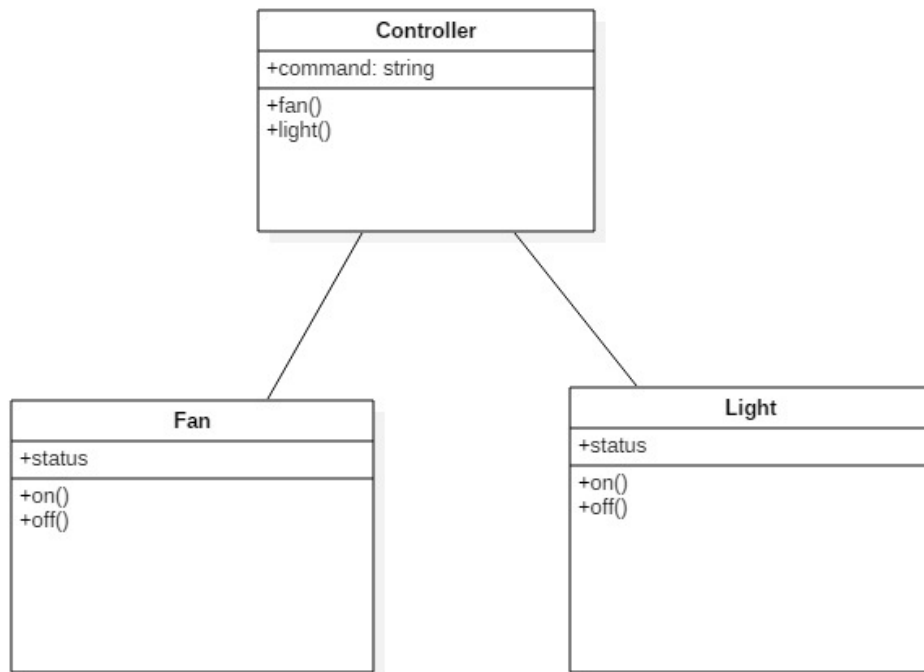 Controller
+command: string
+fan()
+light()
Fan
+status
+on()
+off()
Light
+status
+on()
+off()